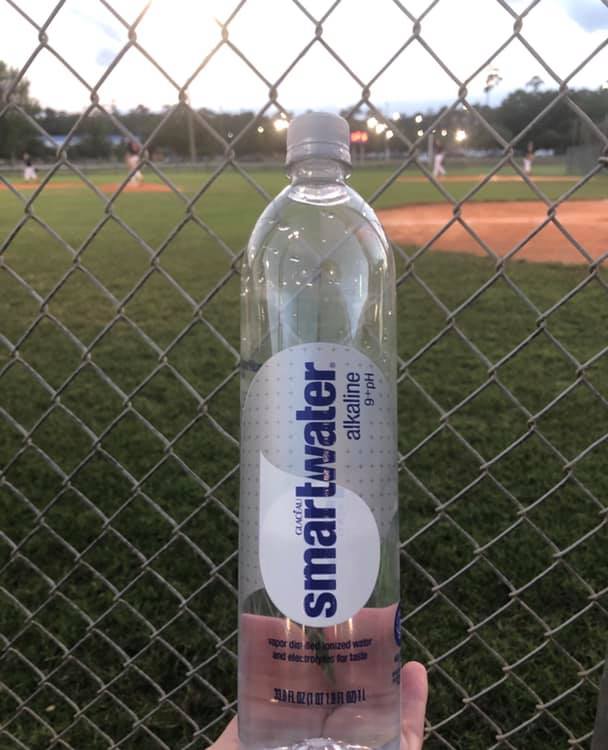 GLACÉAU
smartwater®
alkaline
9+pH
vapor distilled ionized water
and electrolytes for taste
33.8 FL OZ (1 QT 1.8 FL OZ) 1 L